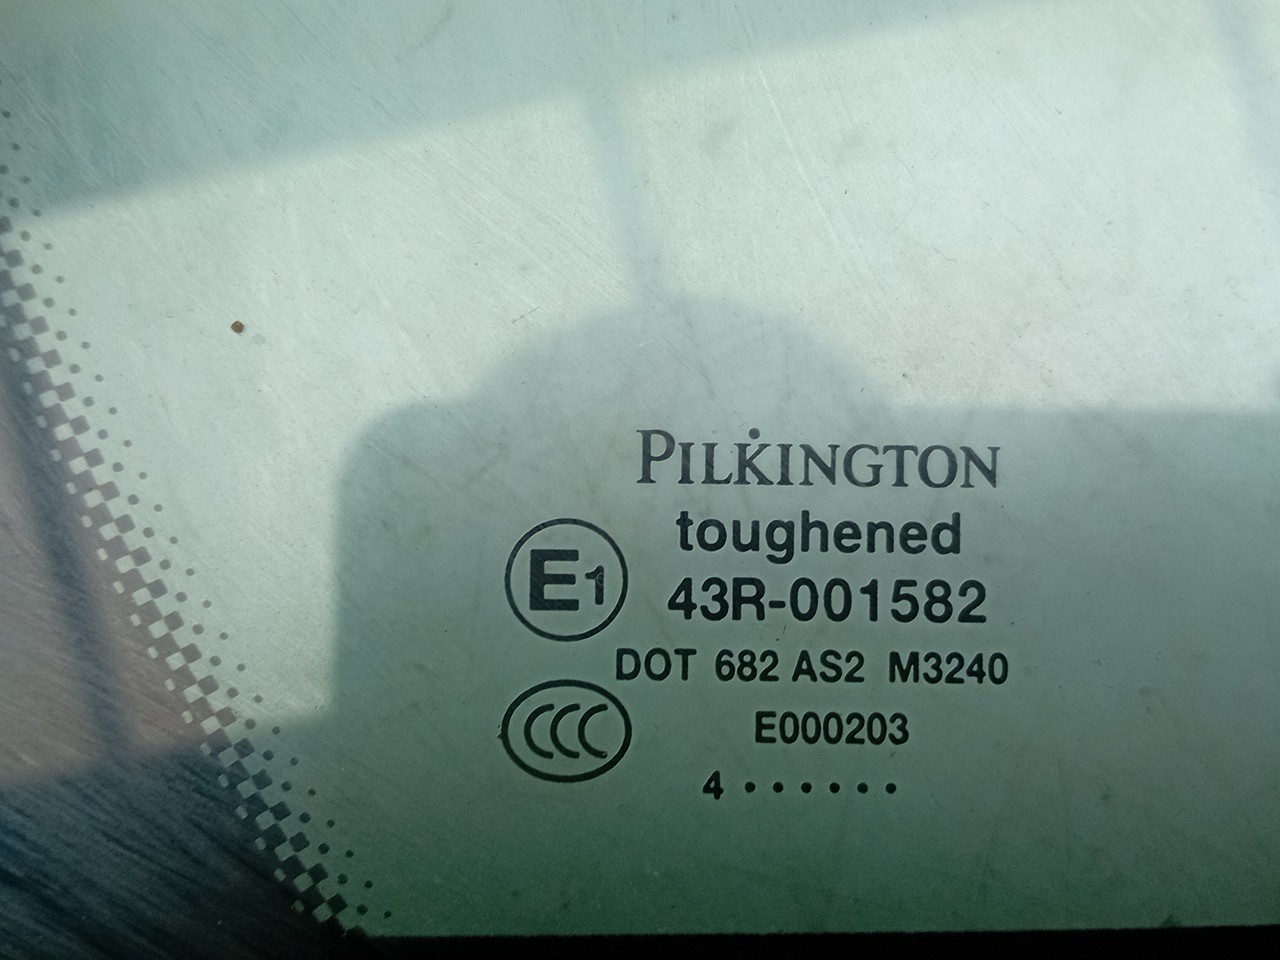 PILKINGTON
toughened
E1 43R-001582
DOT 682 AS2 M3240
CCC E000203
4 . . . . . .